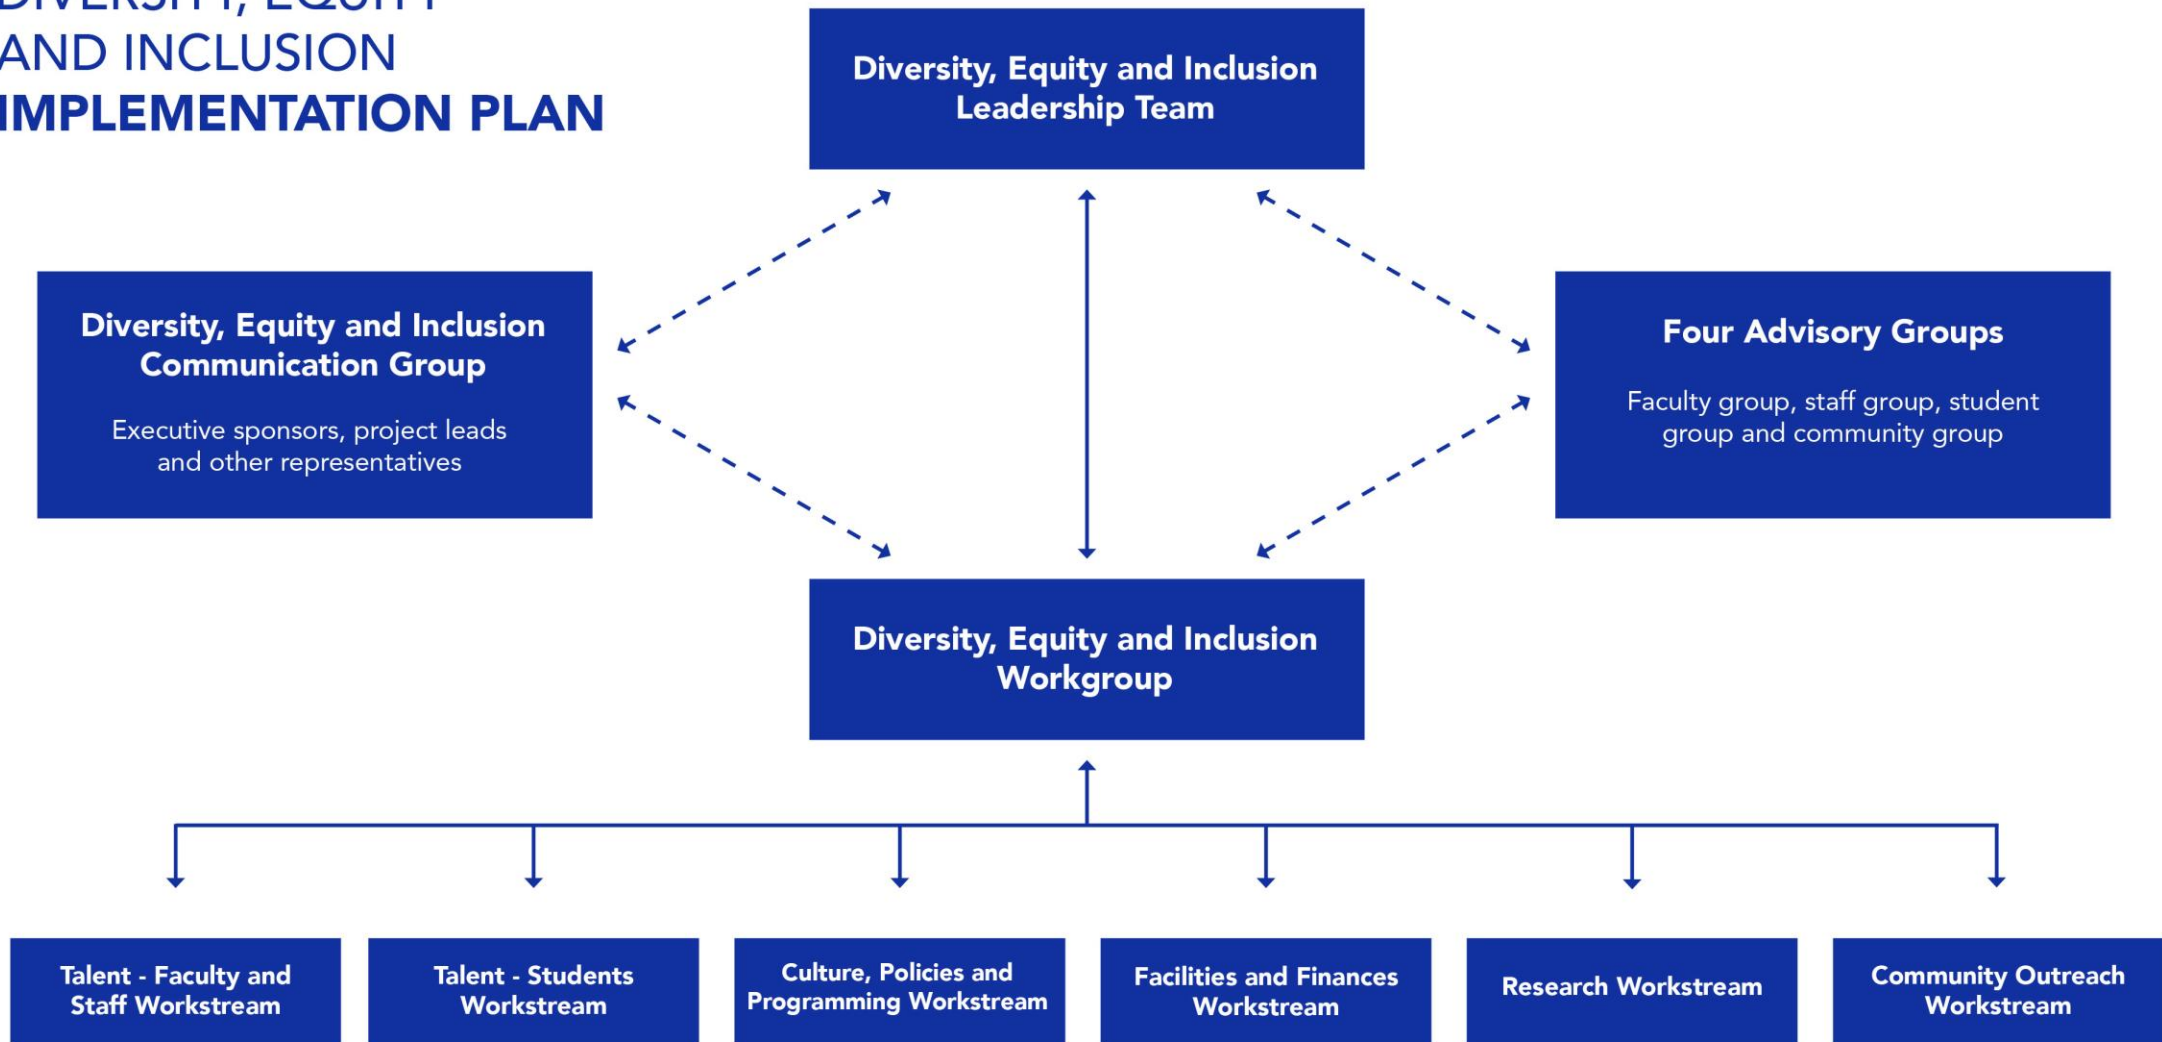 DIVERSITY, EQUITY
AND INCLUSION
IMPLEMENTATION PLAN
Diversity, Equity and Inclusion
Leadership Team
Diversity, Equity and Inclusion
Communication Group
Executive sponsors, project leads
and other representatives
Four Advisory Groups
Faculty group, staff group, student
group and community group
Diversity, Equity and Inclusion
Workgroup
Talent - Faculty and
Staff Workstream
Talent - Students
Workstream
Culture, Policies and
Programming Workstream
Facilities and Finances
Workstream
Research Workstream
Community Outreach
Workstream